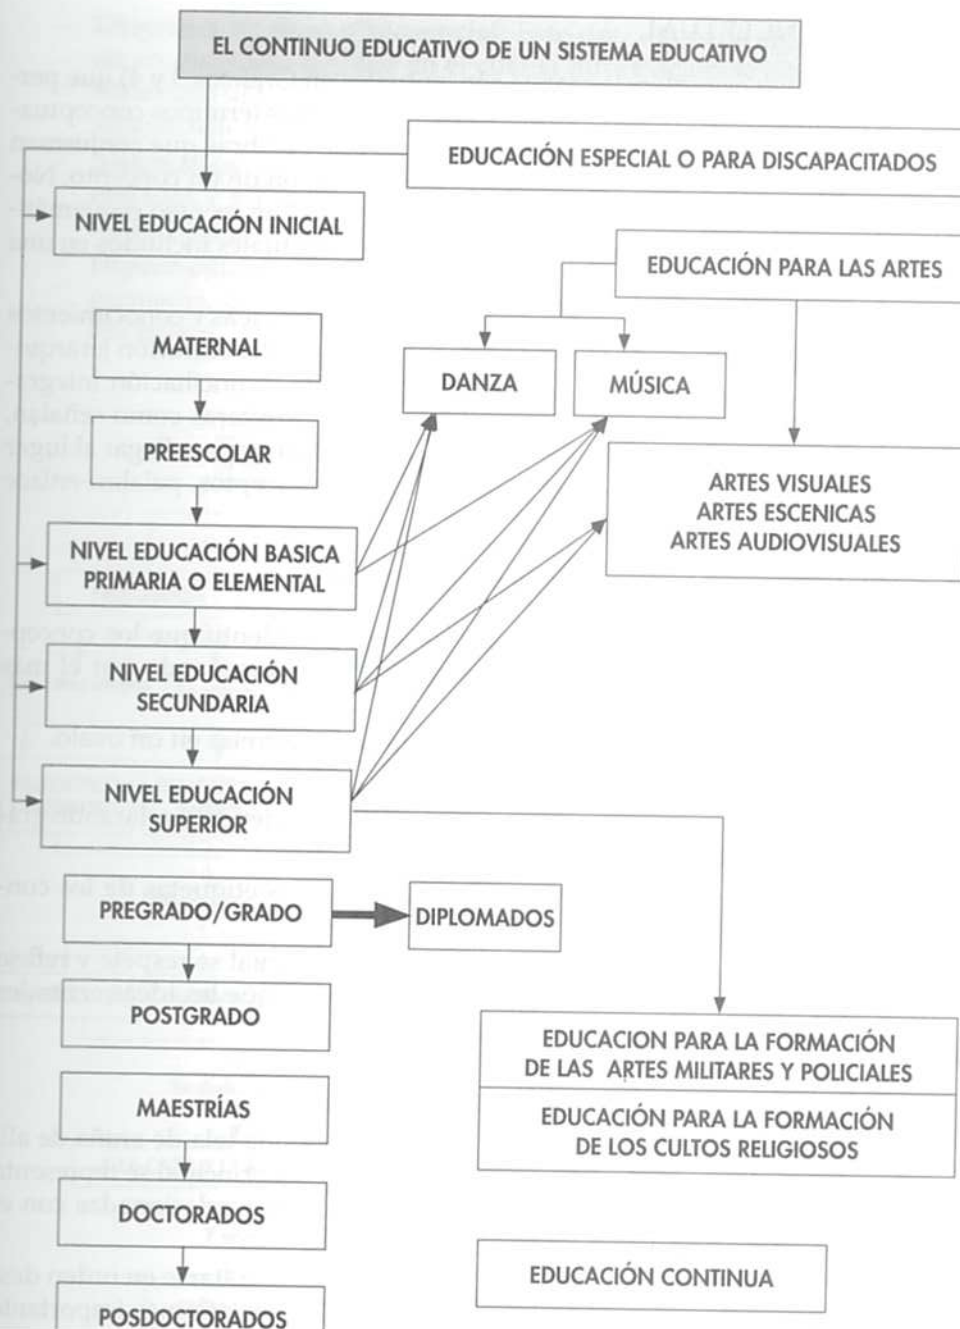 EL CONTINUO EDUCATIVO DE UN SISTEMA EDUCATIVO
EDUCACIÓN ESPECIAL O PARA DISCAPACITADOS
NIVEL EDUCACIÓN INICIAL
EDUCACIÓN PARA LAS ARTES
MATERNAL
DANZA
MÚSICA
PREESCOLAR
ARTES VISUALES
ARTES ESCENICAS
ARTES AUDIOVISUALES
NIVEL EDUCACIÓN BASICA
PRIMARIA O ELEMENTAL
NIVEL EDUCACIÓN
SECUNDARIA
NIVEL EDUCACIÓN
SUPERIOR
PREGRADO/GRADO
DIPLOMADOS
POSTGRADO
EDUCACION PARA LA FORMACIÓN
DE LAS ARTES MILITARES Y POLICIALES
EDUCACIÓN PARA LA FORMACIÓN
DE LOS CULTOS RELIGIOSOS
MAESTRÍAS
DOCTORADOS
EDUCACIÓN CONTINUA
POSDOCTORADOS